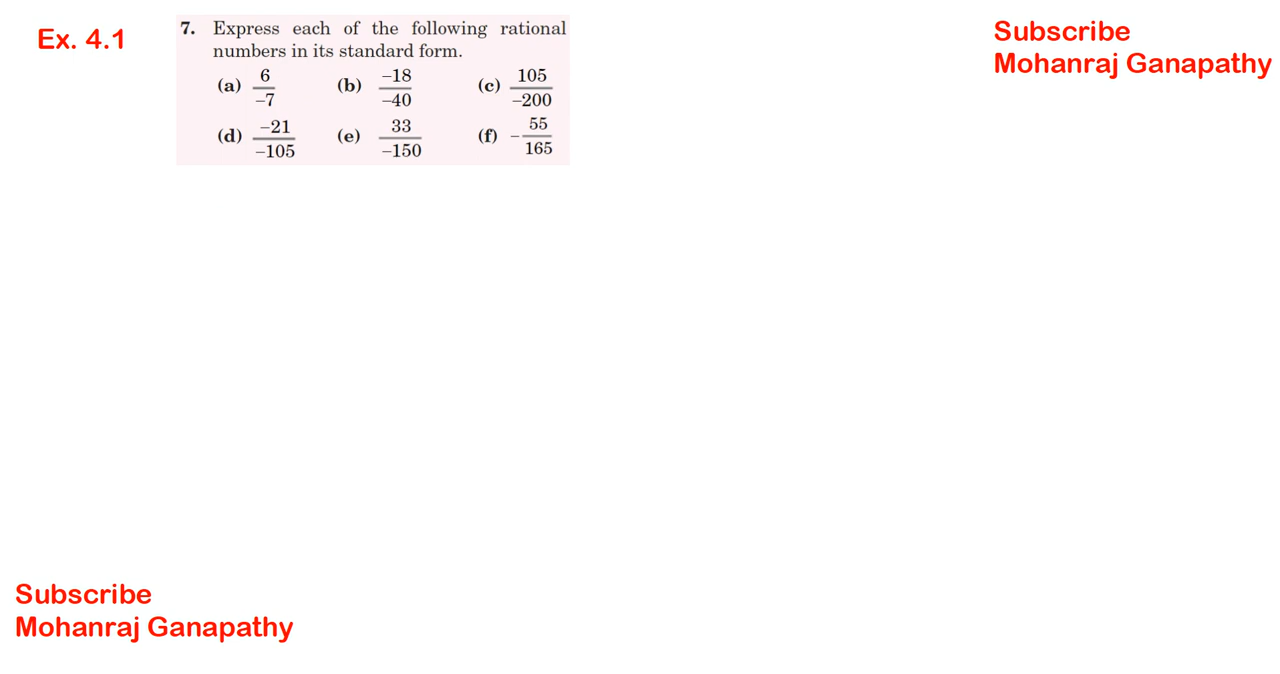 Ex. 4.1
7. Express each of the following rational
numbers in its standard form.
(a) 6/–7 (b) –18/–40 (c) 105/–200
(d) –21/–105 (e) 33/–150 (f) –55/165
Subscribe
Mohanraj Ganapathy
Subscribe
Mohanraj Ganapathy